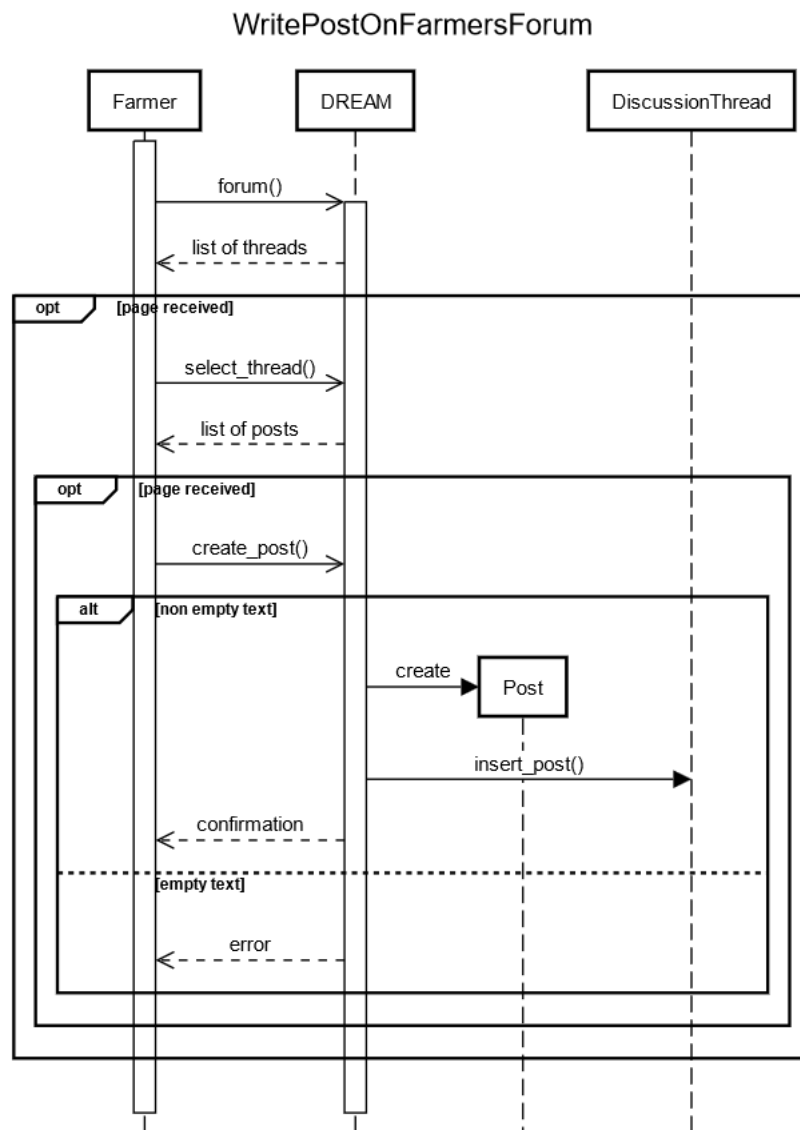 WritePostOnFarmersForum
Farmer
DREAM
DiscussionThread
forum()
list of threads
opt
[page received]
select_thread()
list of posts
opt
[page received]
create_post()
alt
[non empty text]
create
Post
insert_post()
confirmation
[empty text]
error